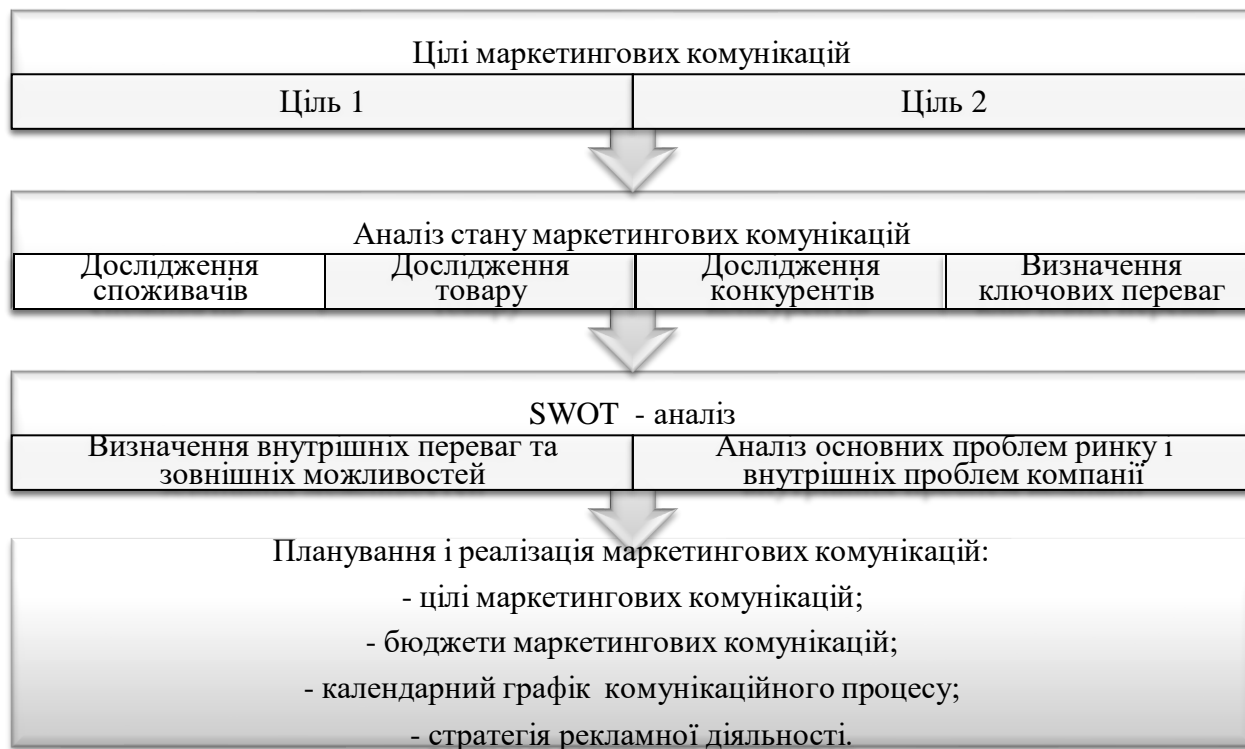 Цілі маркетингових комунікацій
Ціль 1
Ціль 2
Аналіз стану маркетингових комунікацій
Дослідження
споживачів
Дослідження
товару
Дослідження
конкурентів
Визначення
ключових переваг
SWOT - аналіз
Визначення внутрішніх переваг та
зовнішніх можливостей
Аналіз основних проблем ринку і
внутрішніх проблем компанії
Планування і реалізація маркетингових комунікацій:
- цілі маркетингових комунікацій;
- бюджети маркетингових комунікацій;
- календарний графік комунікаційного процесу;
- стратегія рекламної діяльності.